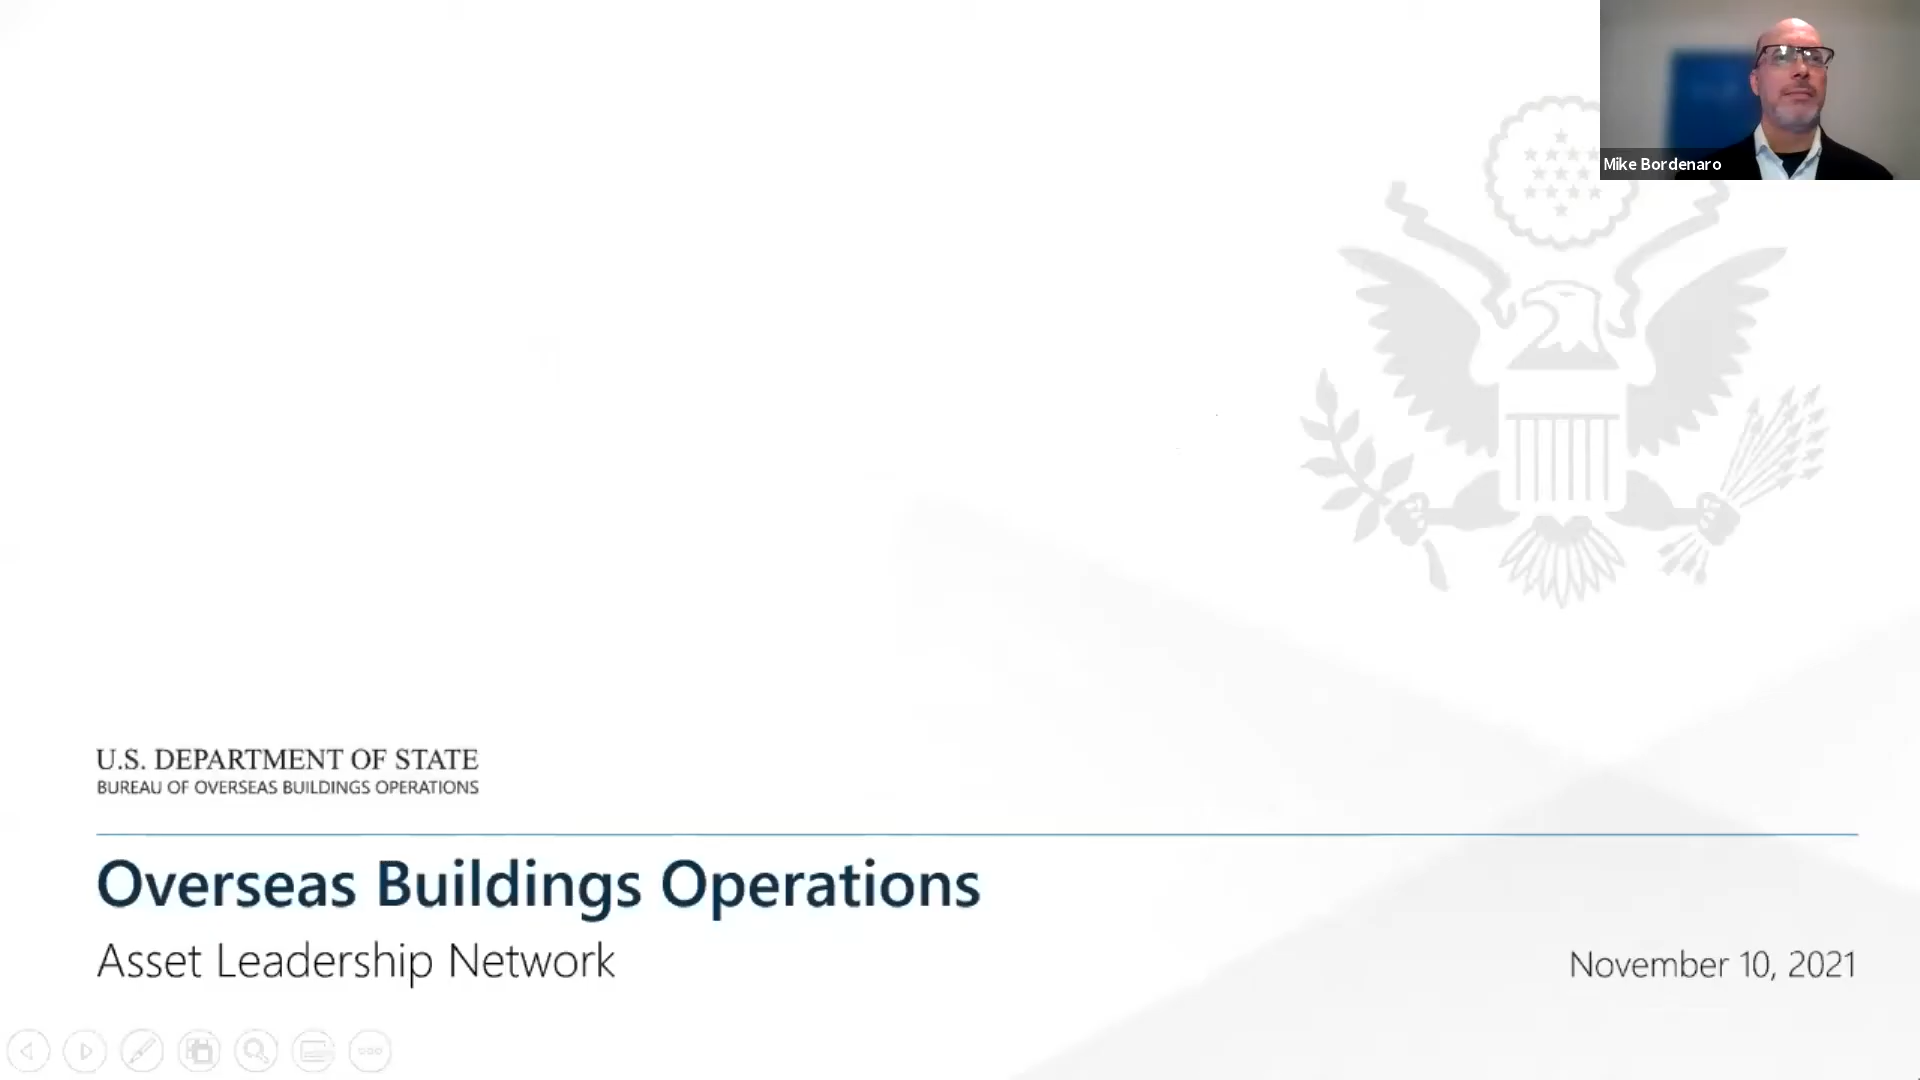 Mike Bordenaro
U.S. DEPARTMENT OF STATE
BUREAU OF OVERSEAS BUILDINGS OPERATIONS
Overseas Buildings Operations
Asset Leadership Network
November 10, 2021